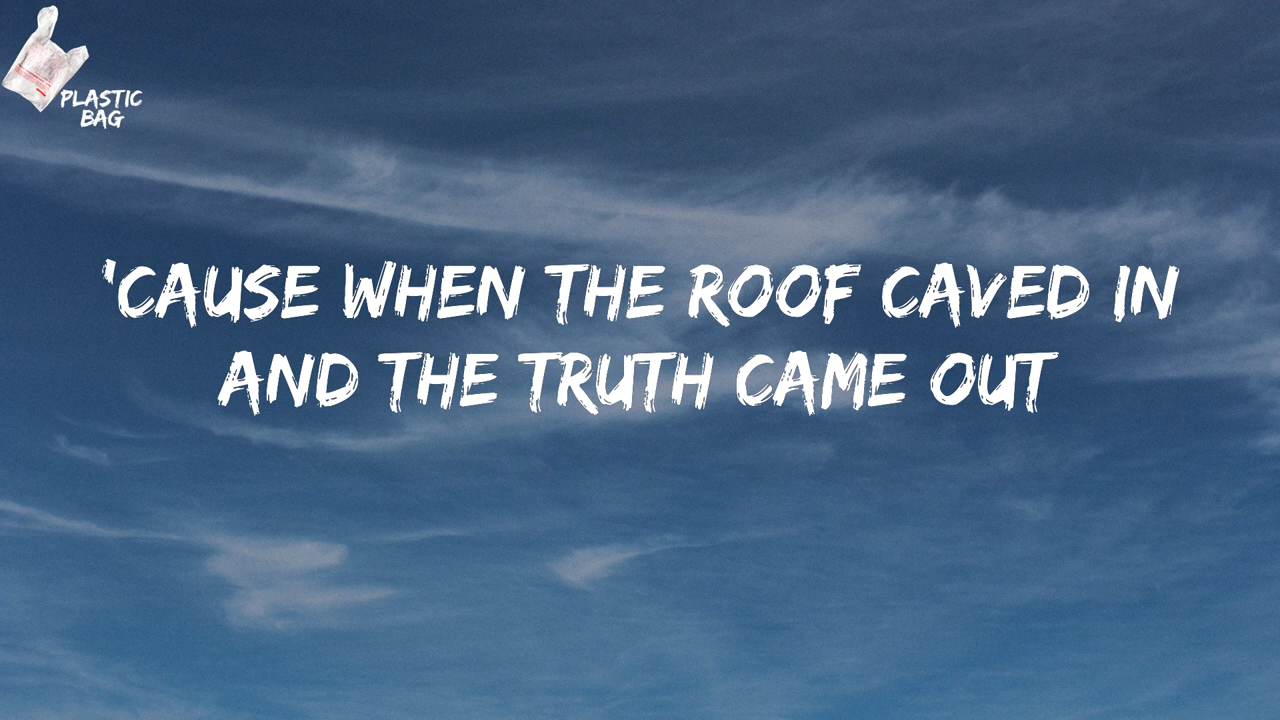 PLASTIC
BAG
'CAUSE WHEN THE ROOF CAVED IN
AND THE TRUTH CAME OUT